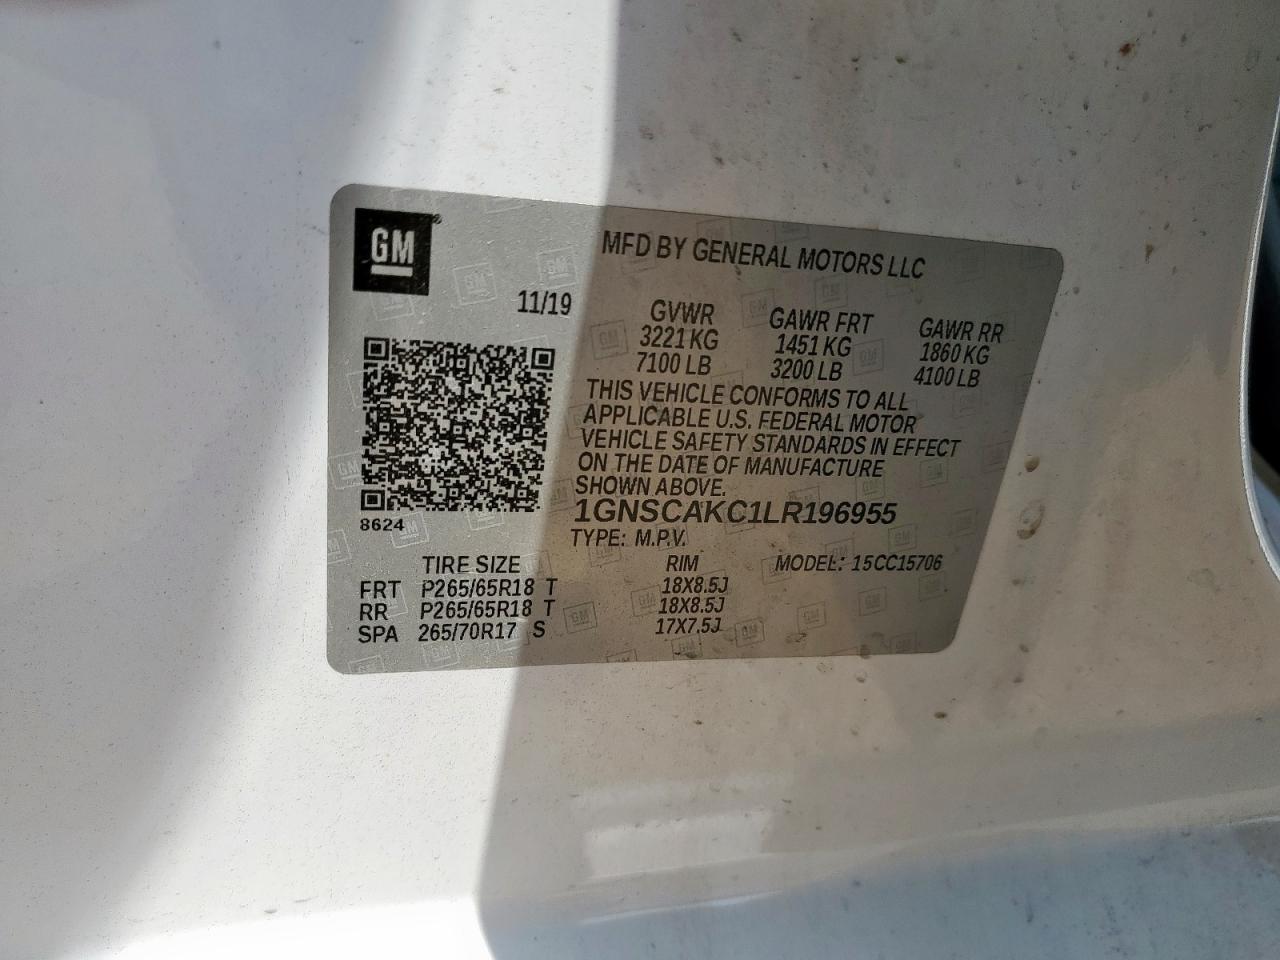 GM
MFD BY GENERAL MOTORS LLC
11/19
GVWR GAWR FRT GAWR RR
3221 KG 1451 KG 1860 KG
7100 LB 3200 LB 4100 LB
THIS VEHICLE CONFORMS TO ALL
APPLICABLE U.S. FEDERAL MOTOR
VEHICLE SAFETY STANDARDS IN EFFECT
ON THE DATE OF MANUFACTURE
SHOWN ABOVE.
1GNSCAKC1LR196955
8624
TYPE: M.P.V.
TIRE SIZE RIM MODEL: 15CC15706
FRT P265/65R18 T 18X8.5J
RR P265/65R18 T 18X8.5J
SPA 265/70R17 S 17X7.5J